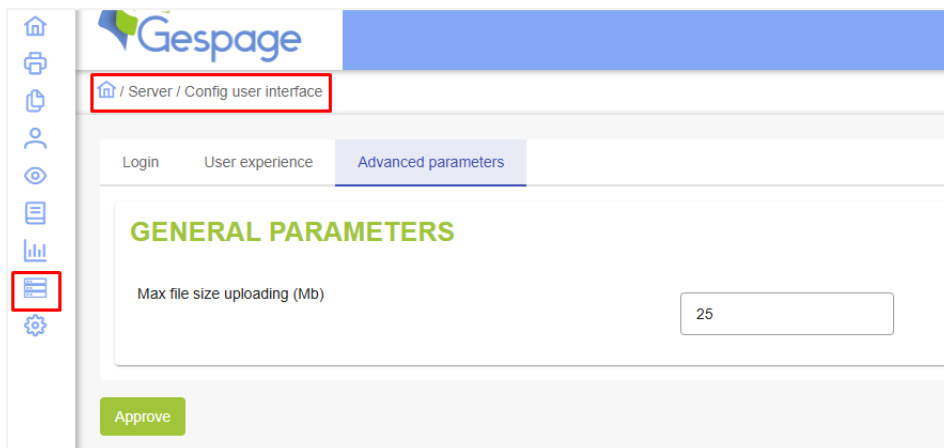 Gespage
/ Server / Config user interface
Login User experience Advanced parameters
GENERAL PARAMETERS
Max file size uploading (Mb)
25
Approve